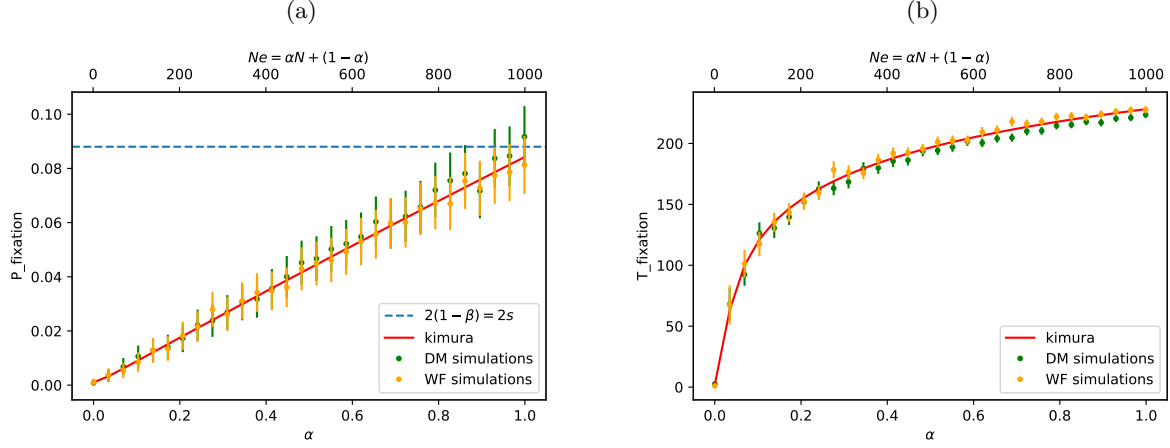 (a)
Ne = αN + (1 − α)
0 200 400 600 800 1000
P_fixation
0.10
0.08
0.06
0.04
0.02
0.00
2(1 − β) = 2s
kimura
DM simulations
WF simulations
0.0 0.2 0.4 0.6 0.8 1.0
α
(b)
Ne = αN + (1 − α)
0 200 400 600 800 1000
T_fixation
200
150
100
50
0
kimura
DM simulations
WF simulations
0.0 0.2 0.4 0.6 0.8 1.0
α